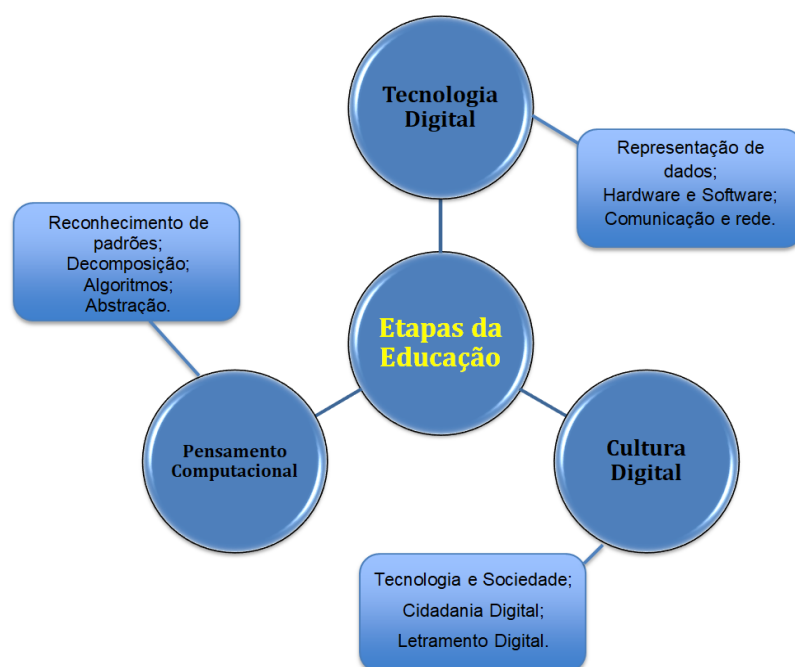 Tecnologia
Digital
Representação de
dados;
Hardware e Software;
Comunicação e rede.
Reconhecimento de
padrões;
Decomposição;
Algoritmos;
Abstração.
Etapas da
Educação
Pensamento
Computacional
Cultura
Digital
Tecnologia e Sociedade;
Cidadania Digital;
Letramento Digital.